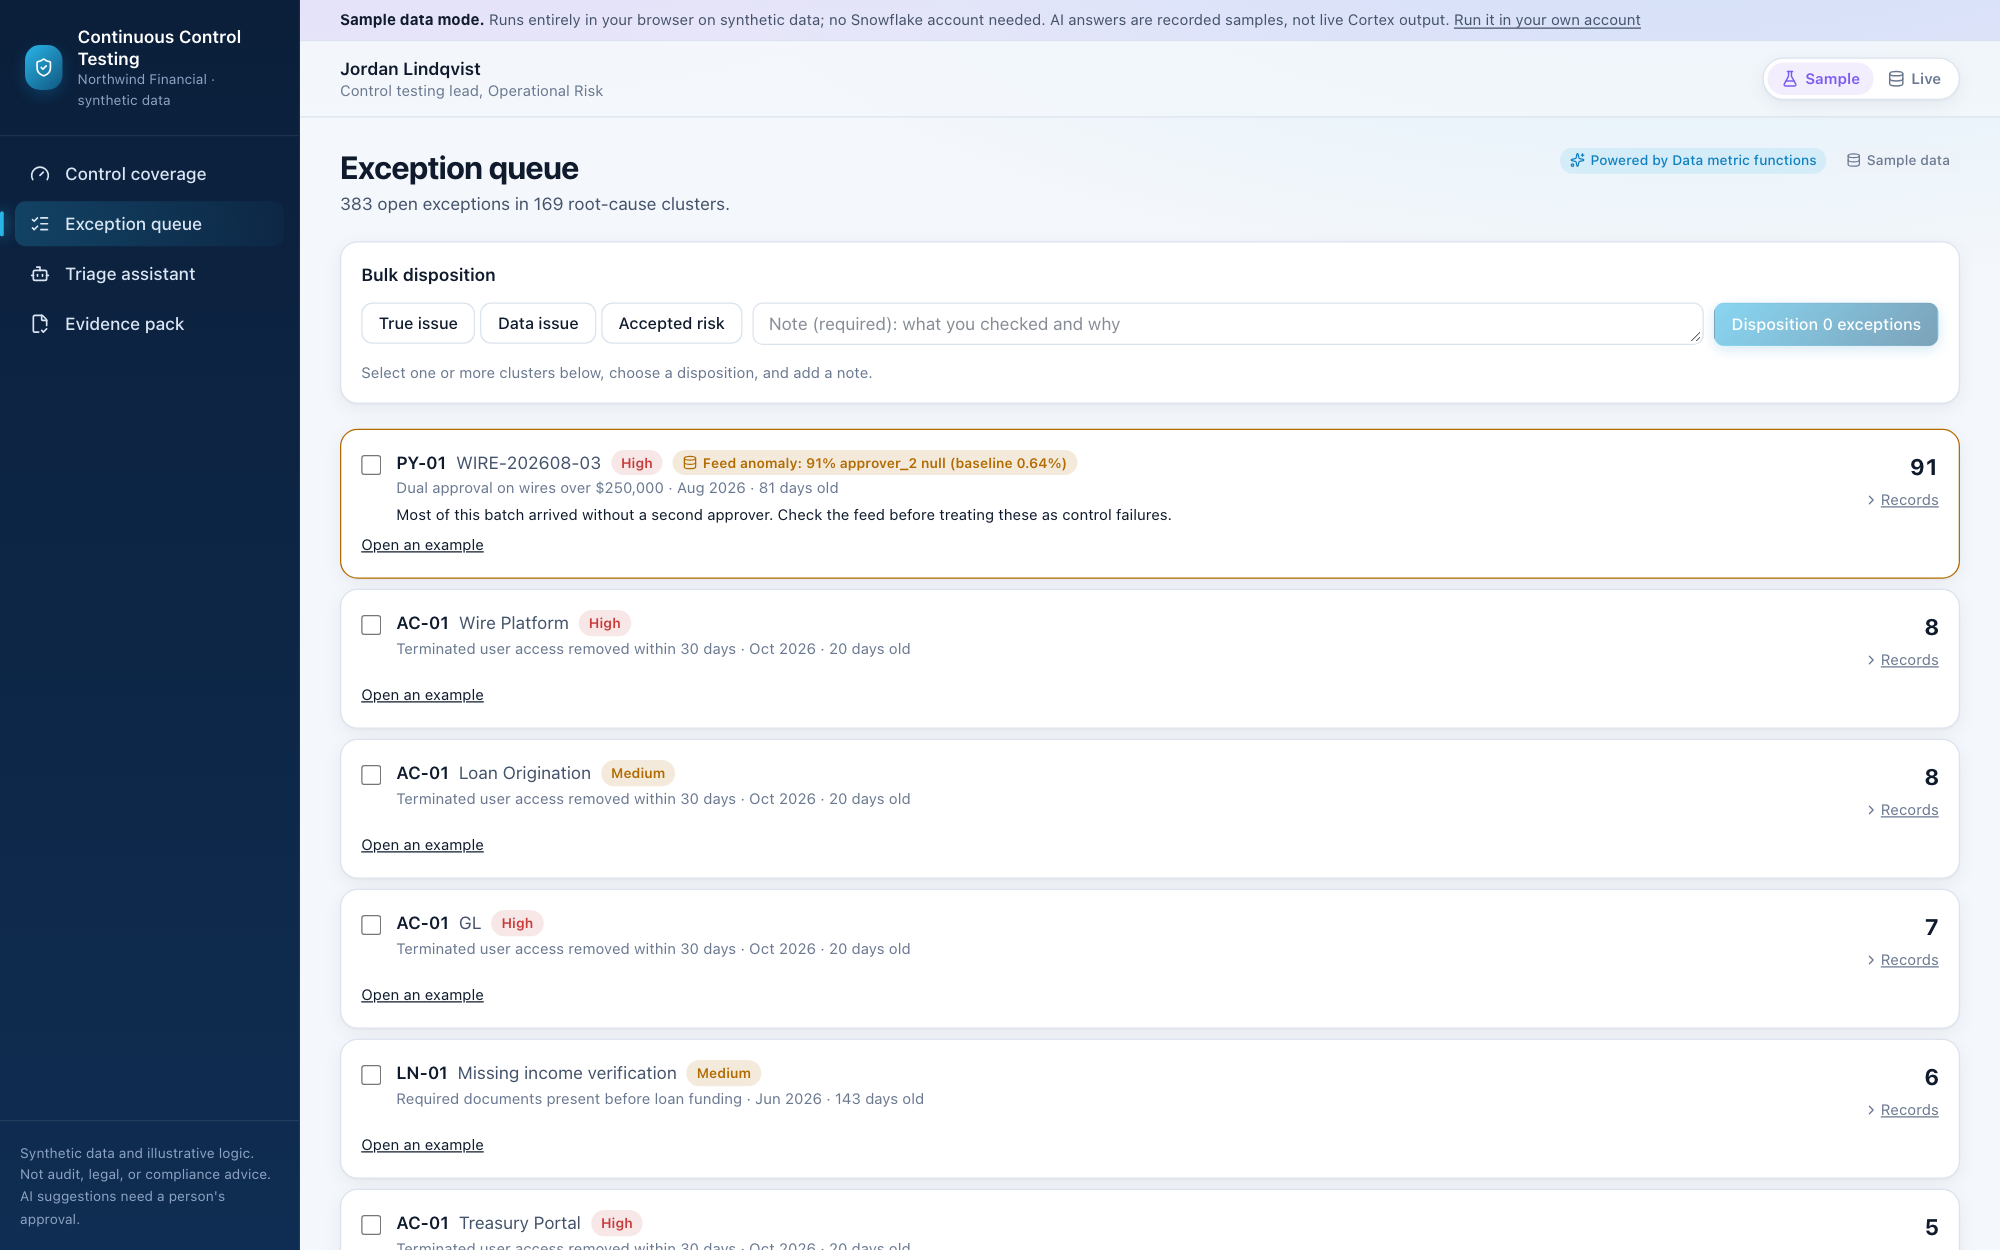 Continuous Control
Testing
Northwind Financial ·
synthetic data
Control coverage
Exception queue
Triage assistant
Evidence pack
Synthetic data and illustrative logic.
Not audit, legal, or compliance advice.
AI suggestions need a person's
approval.
Sample data mode. Runs entirely in your browser on synthetic data; no Snowflake account needed. AI answers are recorded samples, not live Cortex output. Run it in your own account
Jordan Lindqvist
Control testing lead, Operational Risk
Sample
Live
Exception queue
383 open exceptions in 169 root-cause clusters.
Powered by Data metric functions
Sample data
Bulk disposition
True issue
Data issue
Accepted risk
Note (required): what you checked and why
Disposition 0 exceptions
Select one or more clusters below, choose a disposition, and add a note.
PY-01 WIRE-202608-03 High Feed anomaly: 91% approver_2 null (baseline 0.64%)
91
Dual approval on wires over $250,000 · Aug 2026 · 81 days old
Records
Most of this batch arrived without a second approver. Check the feed before treating these as control failures.
Open an example
AC-01 Wire Platform High
8
Terminated user access removed within 30 days · Oct 2026 · 20 days old
Records
Open an example
AC-01 Loan Origination Medium
8
Terminated user access removed within 30 days · Oct 2026 · 20 days old
Records
Open an example
AC-01 GL High
7
Terminated user access removed within 30 days · Oct 2026 · 20 days old
Records
Open an example
LN-01 Missing income verification Medium
6
Required documents present before loan funding · Jun 2026 · 143 days old
Records
Open an example
AC-01 Treasury Portal High
5
Terminated user access removed within 30 days · Oct 2026 · 20 days old